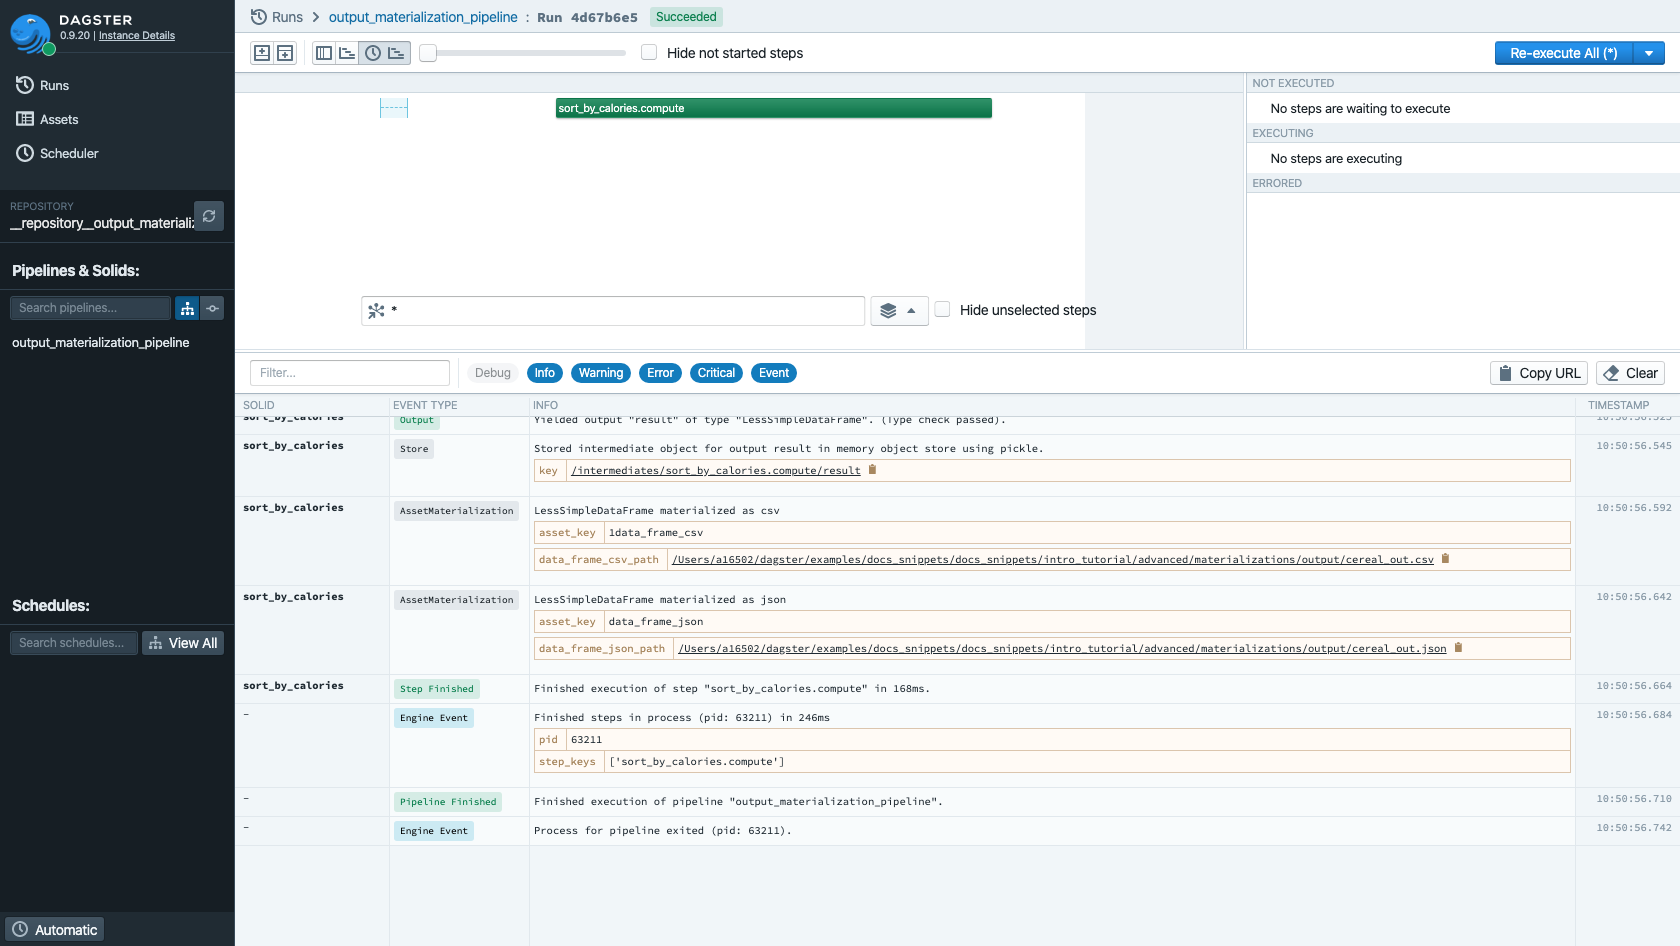 DAGSTER
0.9.20 | Instance Details
Runs
Assets
Scheduler
REPOSITORY
__repository__output_materializ
Pipelines & Solids:
Search pipelines...
output_materialization_pipeline
Schedules:
Search schedules...
View All
Automatic
Runs > output_materialization_pipeline : Run 4d67b6e5 Succeeded
Hide not started steps
Re-execute All (*)
sort_by_calories.compute
*
Hide unselected steps
NOT EXECUTED
No steps are waiting to execute
EXECUTING
No steps are executing
ERRORED
Filter...
Debug Info Warning Error Critical Event
Copy URL
Clear
SOLID EVENT TYPE INFO TIMESTAMP
sort_by_calories Output Yielded output "result" of type "LessSimpleDataFrame". (Type check passed). 10:50:56.525
sort_by_calories Store Stored intermediate object for output result in memory object store using pickle. 10:50:56.545
key /intermediates/sort_by_calories.compute/result
sort_by_calories AssetMaterialization LessSimpleDataFrame materialized as csv 10:50:56.592
asset_key 1data_frame_csv
data_frame_csv_path /Users/a16502/dagster/examples/docs_snippets/docs_snippets/intro_tutorial/advanced/materializations/output/cereal_out.csv
sort_by_calories AssetMaterialization LessSimpleDataFrame materialized as json 10:50:56.642
asset_key data_frame_json
data_frame_json_path /Users/a16502/dagster/examples/docs_snippets/docs_snippets/intro_tutorial/advanced/materializations/output/cereal_out.json
sort_by_calories Step Finished Finished execution of step "sort_by_calories.compute" in 168ms. 10:50:56.664
– Engine Event Finished steps in process (pid: 63211) in 246ms 10:50:56.684
pid 63211
step_keys ['sort_by_calories.compute']
– Pipeline Finished Finished execution of pipeline "output_materialization_pipeline". 10:50:56.710
– Engine Event Process for pipeline exited (pid: 63211). 10:50:56.742